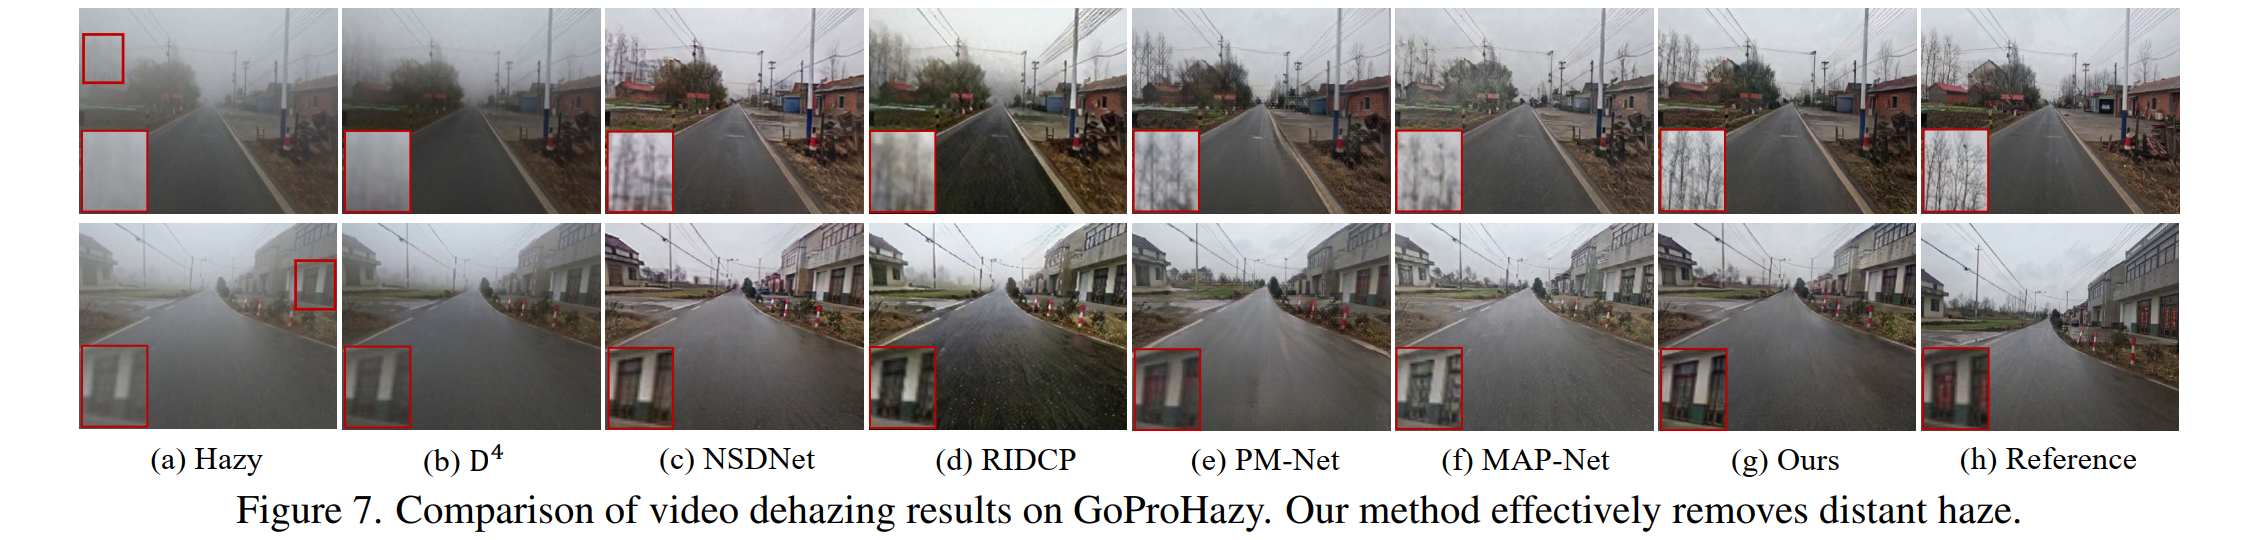 (a) Hazy (b) D⁴ (c) NSDNet (d) RIDCP (e) PM-Net (f) MAP-Net (g) Ours (h) Reference
Figure 7. Comparison of video dehazing results on GoProHazy. Our method effectively removes distant haze.